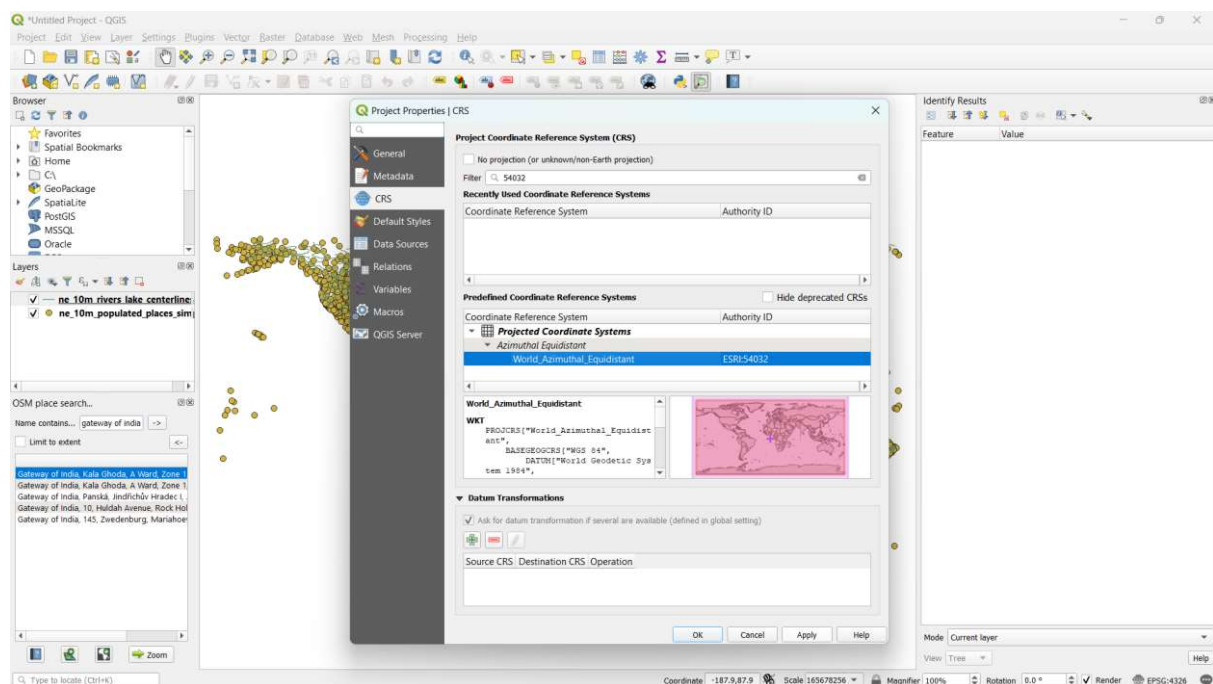 *Untitled Project - QGIS
Project Edit View Layer Settings Plugins Vector Raster Database Web Mesh Processing Help
Browser
Favorites
Spatial Bookmarks
Home
C:\
GeoPackage
SpatiaLite
PostGIS
MSSQL
Oracle
Layers
ne_10m_rivers_lake_centerline
ne_10m_populated_places_sim
OSM place search...
Name contains... gateway of india ->
Limit to extent <-
Gateway of India, Kala Ghoda, A Ward, Zone 1
Gateway of India, Kala Ghoda, A Ward, Zone 1
Gateway of India, Panská, Jindřichův Hradec I,
Gateway of India, 10, Huldah Avenue, Rock Hol
Gateway of India, 145, Zwedenburg, Mariahoe
Zoom
Project Properties | CRS
General
Metadata
CRS
Default Styles
Data Sources
Relations
Variables
Macros
QGIS Server
Project Coordinate Reference System (CRS)
No projection (or unknown/non-Earth projection)
Filter 54032
Recently Used Coordinate Reference Systems
Coordinate Reference System Authority ID
Predefined Coordinate Reference Systems Hide deprecated CRSs
Coordinate Reference System Authority ID
Projected Coordinate Systems
Azimuthal Equidistant
World_Azimuthal_Equidistant ESRI:54032
World_Azimuthal_Equidistant
WKT
PROJCRS["World_Azimuthal_Equidist
ant",
BASEGEOGCRS["WGS 84",
DATUM["World Geodetic Sys
tem 1984",
Datum Transformations
Ask for datum transformation if several are available (defined in global setting)
Source CRS Destination CRS Operation
OK Cancel Apply Help
Identify Results
Feature Value
Mode Current layer
View Tree Help
Type to locate (Ctrl+K) Coordinate -187.9,87.9 Scale 165678256 Magnifier 100% Rotation 0.0 ° Render EPSG:4326